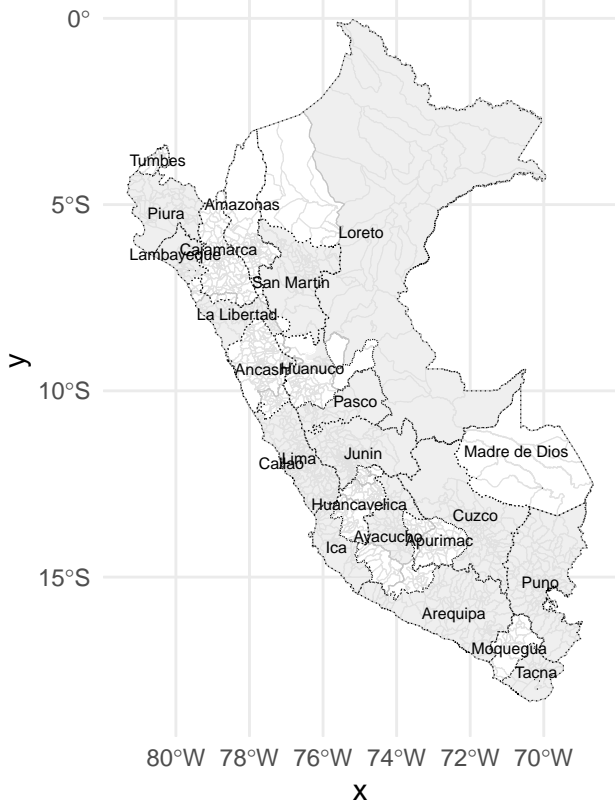 0°
Tumbes
5°S
Amazonas
Piura
Loreto
Cajamarca
Lambayeque
San Martin
La Libertad
y
Ancash
Huanuco
10°S
Pasco
Madre de Dios
Junin
Lima
Callao
Huancavelica
Cuzco
Ayacucho
Apurimac
Ica
15°S
Puno
Arequipa
Moquegua
Tacna
80°W 78°W 76°W 74°W 72°W 70°W
x